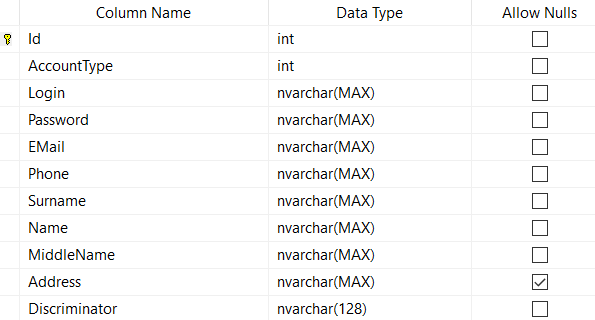 Column Name Data Type Allow Nulls
Id int
AccountType int
Login nvarchar(MAX)
Password nvarchar(MAX)
EMail nvarchar(MAX)
Phone nvarchar(MAX)
Surname nvarchar(MAX)
Name nvarchar(MAX)
MiddleName nvarchar(MAX)
Address nvarchar(MAX)
Discriminator nvarchar(128)